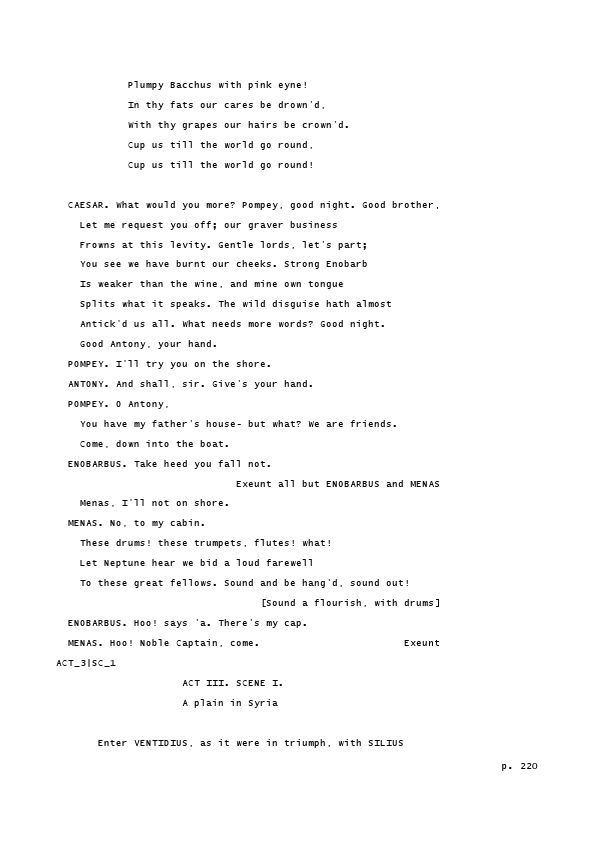 Plumpy Bacchus with pink eyne!
In thy fats our cares be drown'd,
With thy grapes our hairs be crown'd.
Cup us till the world go round,
Cup us till the world go round!
CAESAR. What would you more? Pompey, good night. Good brother,
Let me request you off; our graver business
Frowns at this levity. Gentle lords, let's part;
You see we have burnt our cheeks. Strong Enobarb
Is weaker than the wine, and mine own tongue
Splits what it speaks. The wild disguise hath almost
Antick'd us all. What needs more words? Good night.
Good Antony, your hand.
POMPEY. I'll try you on the shore.
ANTONY. And shall, sir. Give's your hand.
POMPEY. O Antony,
You have my father's house- but what? We are friends.
Come, down into the boat.
ENOBARBUS. Take heed you fall not.
Exeunt all but ENOBARBUS and MENAS
Menas, I'll not on shore.
MENAS. No, to my cabin.
These drums! these trumpets, flutes! what!
Let Neptune hear we bid a loud farewell
To these great fellows. Sound and be hang'd, sound out!
[Sound a flourish, with drums]
ENOBARBUS. Hoo! says 'a. There's my cap.
MENAS. Hoo! Noble Captain, come. Exeunt
ACT_3|SC_1
ACT III. SCENE I.
A plain in Syria
Enter VENTIDIUS, as it were in triumph, with SILIUS
p. 220